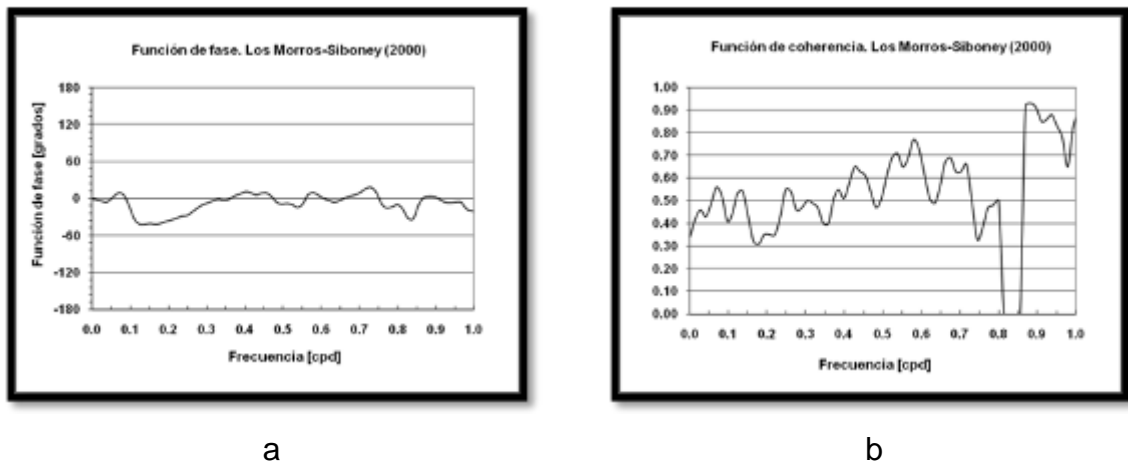 Función de fase. Los Morros-Siboney (2000)
Función de fase [grados]
180
120
60
0
-60
-120
-180
0.0 0.1 0.2 0.3 0.4 0.5 0.6 0.7 0.8 0.9 1.0
Frecuencia [cpd]
a
Función de coherencia. Los Morros-Siboney (2000)
1.00
0.90
0.80
0.70
0.60
0.50
0.40
0.30
0.20
0.10
0.00
0.0 0.1 0.2 0.3 0.4 0.5 0.6 0.7 0.8 0.9 1.0
Frecuencia [cpd]
b